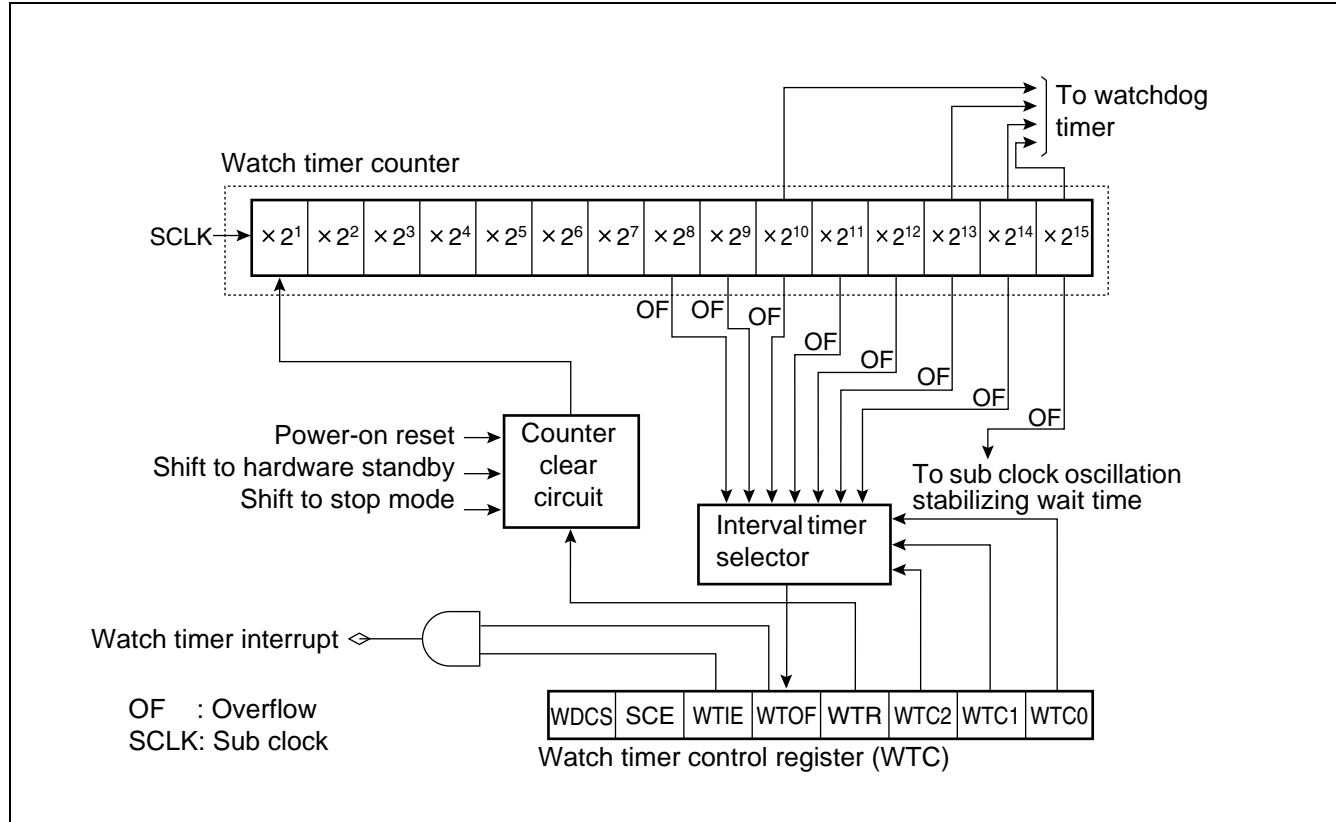 To watchdog
timer
Watch timer counter
SCLK
× 2¹ × 2² × 2³ × 2⁴ × 2⁵ × 2⁶ × 2⁷ × 2⁸ × 2⁹ × 2¹⁰ × 2¹¹ × 2¹² × 2¹³ × 2¹⁴ × 2¹⁵
OF OF OF OF OF OF OF OF
Power-on reset
Shift to hardware standby
Shift to stop mode
Counter
clear
circuit
To sub clock oscillation
stabilizing wait time
Interval timer
selector
Watch timer interrupt
OF : Overflow
SCLK: Sub clock
WDCS SCE WTIE WTOF WTR WTC2 WTC1 WTC0
Watch timer control register (WTC)